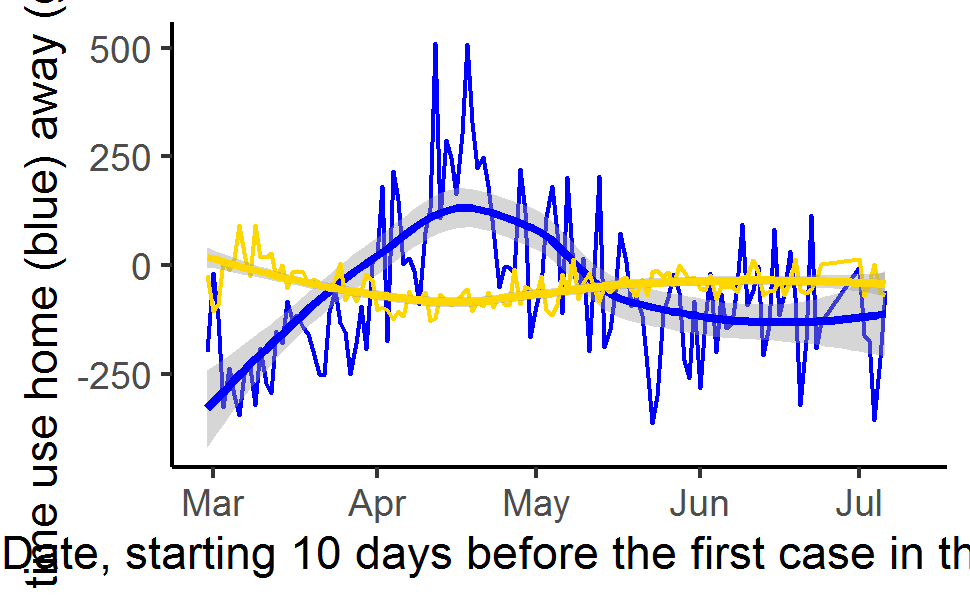 time use home (blue) away (
500
250
0
-250
Mar Apr May Jun Jul
Date, starting 10 days before the first case in th